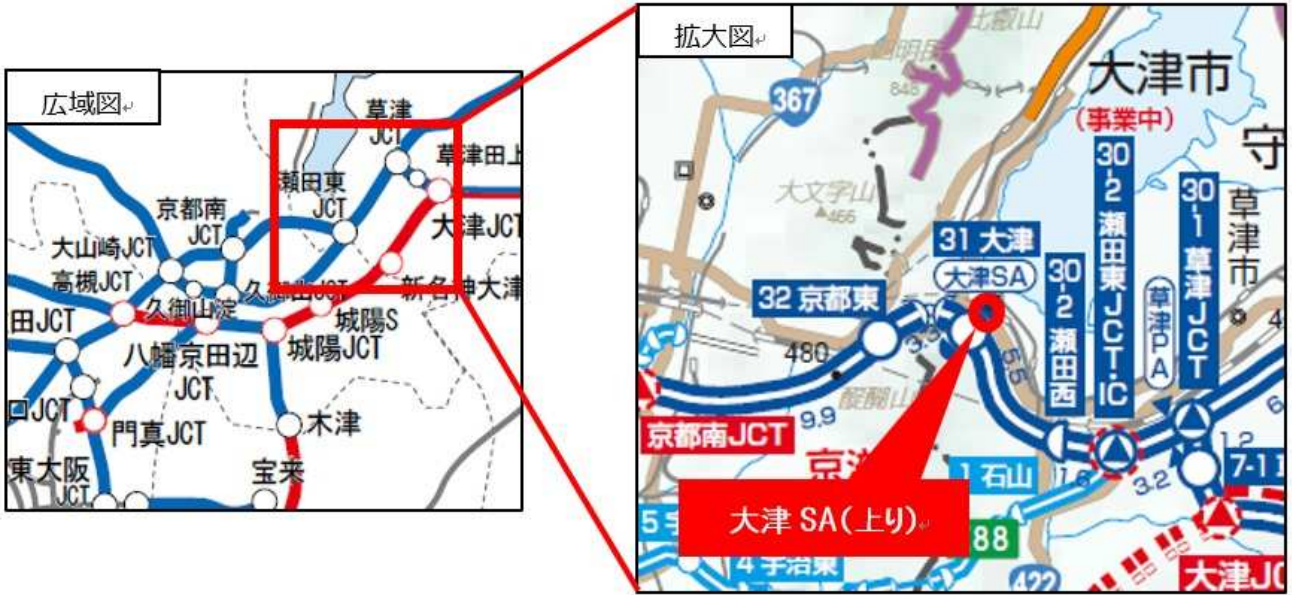 広域図
草津
JCT
草津田上
瀬田東
JCT
京都南
JCT
大津JCT
大山崎JCT
高槻JCT
久御山淀
久御山JCT
新名神大津
城陽S
田JCT
八幡京田辺
JCT
城陽JCT
口JCT
門真JCT
木津
東大阪
JCT
宝来
拡大図
比叡山
367
848
大津市
(事業中)
守
大文字山
466
30-2 瀬田東JCT・IC
30-1 草津JCT
草津市
31 大津
大津SA
30-2 瀬田西
草津PA
32 京都東
480
3.3
5.5
醍醐山
9.9
京都南JCT
1 石山
1.6
3.2
1.2
6
7-1
大津SA(上り)
88
4 宇治東
422
大津JC